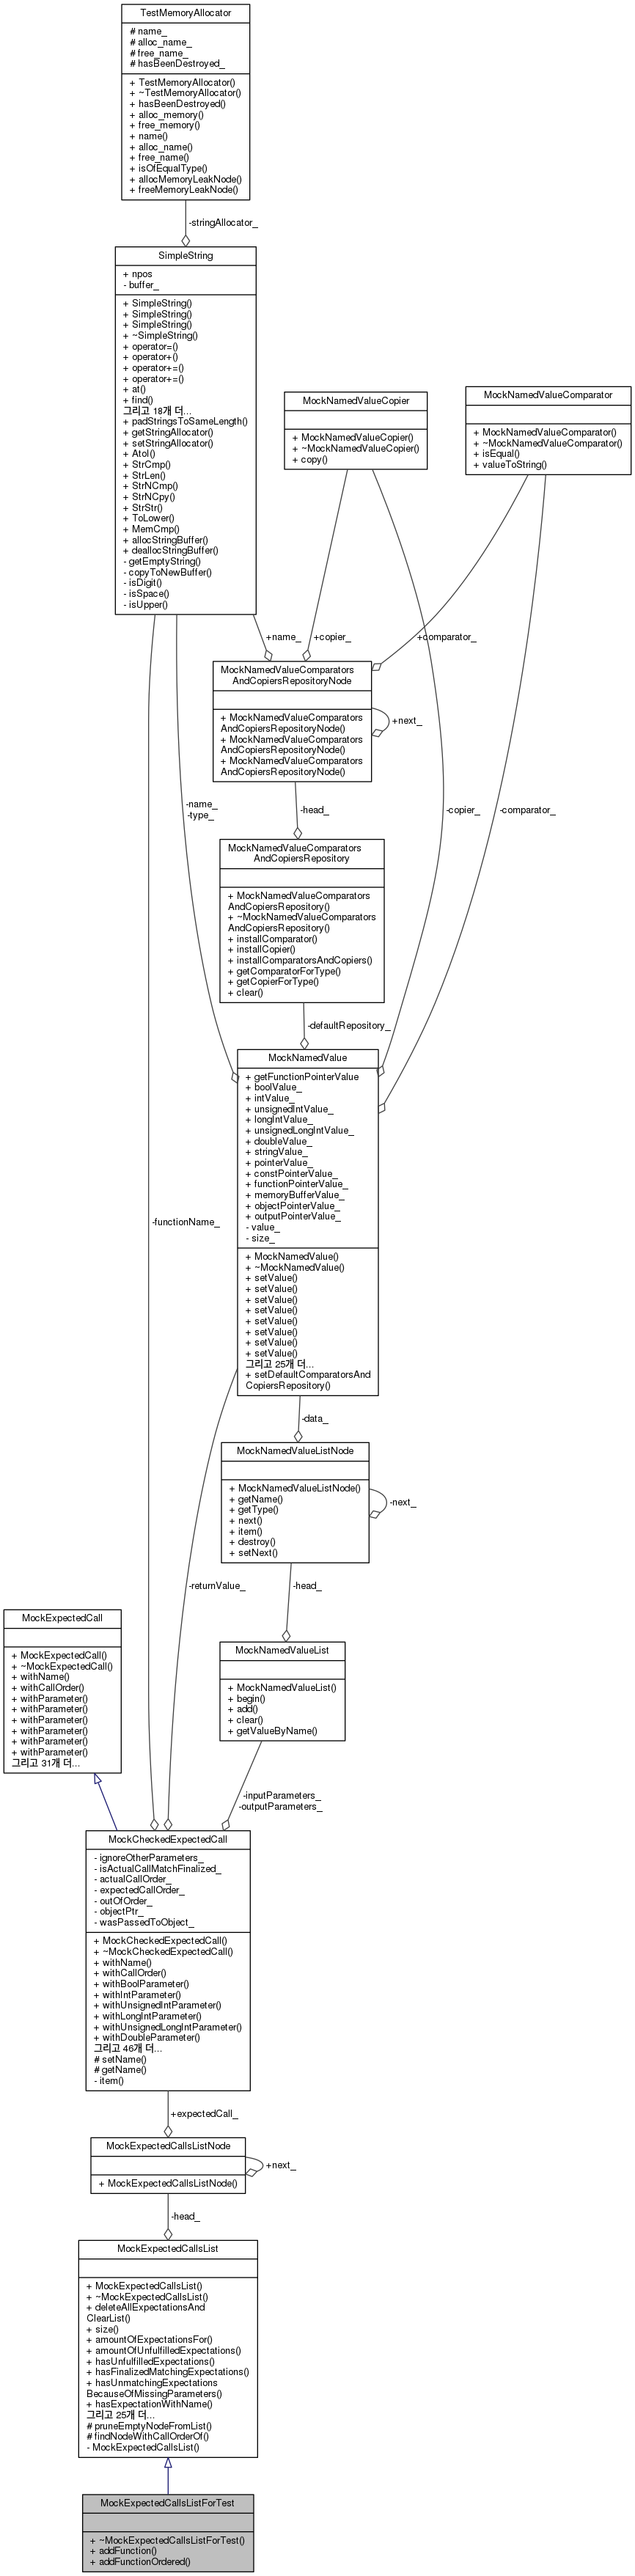 TestMemoryAllocator
# name_
# alloc_name_
# free_name_
# hasBeenDestroyed_
+ TestMemoryAllocator()
+ ~TestMemoryAllocator()
+ hasBeenDestroyed()
+ alloc_memory()
+ free_memory()
+ name()
+ alloc_name()
+ free_name()
+ isOfEqualType()
+ allocMemoryLeakNode()
+ freeMemoryLeakNode()
-stringAllocator_
SimpleString
+ npos
- buffer_
+ SimpleString()
+ SimpleString()
+ SimpleString()
+ ~SimpleString()
+ operator=()
+ operator+()
+ operator+=()
+ operator+=()
+ at()
+ find()
그리고 18개 더...
+ padStringsToSameLength()
+ getStringAllocator()
+ setStringAllocator()
+ AtoI()
+ StrCmp()
+ StrLen()
+ StrNCmp()
+ StrNCpy()
+ StrStr()
+ ToLower()
+ MemCmp()
+ allocStringBuffer()
+ deallocStringBuffer()
- getEmptyString()
- copyToNewBuffer()
- isDigit()
- isSpace()
- isUpper()
MockNamedValueCopier
+ MockNamedValueCopier()
+ ~MockNamedValueCopier()
+ copy()
MockNamedValueComparator
+ MockNamedValueComparator()
+ ~MockNamedValueComparator()
+ isEqual()
+ valueToString()
+name_
+copier_
+comparator_
MockNamedValueComparators
AndCopiersRepositoryNode
+ MockNamedValueComparators
AndCopiersRepositoryNode()
+ MockNamedValueComparators
AndCopiersRepositoryNode()
+ MockNamedValueComparators
AndCopiersRepositoryNode()
+next_
-name_
-type_
-head_
-copier_
-comparator_
MockNamedValueComparators
AndCopiersRepository
+ MockNamedValueComparators
AndCopiersRepository()
+ ~MockNamedValueComparators
AndCopiersRepository()
+ installComparator()
+ installCopier()
+ installComparatorsAndCopiers()
+ getComparatorForType()
+ getCopierForType()
+ clear()
-defaultRepository_
MockNamedValue
+ getFunctionPointerValue
+ boolValue_
+ intValue_
+ unsignedIntValue_
+ longIntValue_
+ unsignedLongIntValue_
+ doubleValue_
+ stringValue_
+ pointerValue_
+ constPointerValue_
+ functionPointerValue_
+ memoryBufferValue_
+ objectPointerValue_
+ outputPointerValue_
- value_
- size_
+ MockNamedValue()
+ ~MockNamedValue()
+ setValue()
+ setValue()
+ setValue()
+ setValue()
+ setValue()
+ setValue()
+ setValue()
+ setValue()
그리고 25개 더...
+ setDefaultComparatorsAnd
CopiersRepository()
-functionName_
-data_
MockNamedValueListNode
+ MockNamedValueListNode()
+ getName()
+ getType()
+ next()
+ item()
+ destroy()
+ setNext()
-next_
-returnValue_
-head_
MockExpectedCall
+ MockExpectedCall()
+ ~MockExpectedCall()
+ withName()
+ withCallOrder()
+ withParameter()
+ withParameter()
+ withParameter()
+ withParameter()
+ withParameter()
+ withParameter()
그리고 31개 더...
MockNamedValueList
+ MockNamedValueList()
+ begin()
+ add()
+ clear()
+ getValueByName()
-inputParameters_
-outputParameters_
MockCheckedExpectedCall
- ignoreOtherParameters_
- isActualCallMatchFinalized_
- actualCallOrder_
- expectedCallOrder_
- outOfOrder_
- objectPtr_
- wasPassedToObject_
+ MockCheckedExpectedCall()
+ ~MockCheckedExpectedCall()
+ withName()
+ withCallOrder()
+ withBoolParameter()
+ withIntParameter()
+ withUnsignedIntParameter()
+ withLongIntParameter()
+ withUnsignedLongIntParameter()
+ withDoubleParameter()
그리고 46개 더...
# setName()
# getName()
- item()
+expectedCall_
MockExpectedCallsListNode
+ MockExpectedCallsListNode()
+next_
-head_
MockExpectedCallsList
+ MockExpectedCallsList()
+ ~MockExpectedCallsList()
+ deleteAllExpectationsAnd
ClearList()
+ size()
+ amountOfExpectationsFor()
+ amountOfUnfulfilledExpectations()
+ hasUnfulfilledExpectations()
+ hasFinalizedMatchingExpectations()
+ hasUnmatchingExpectations
BecauseOfMissingParameters()
+ hasExpectationWithName()
그리고 25개 더...
# pruneEmptyNodeFromList()
# findNodeWithCallOrderOf()
- MockExpectedCallsList()
MockExpectedCallsListForTest
+ ~MockExpectedCallsListForTest()
+ addFunction()
+ addFunctionOrdered()